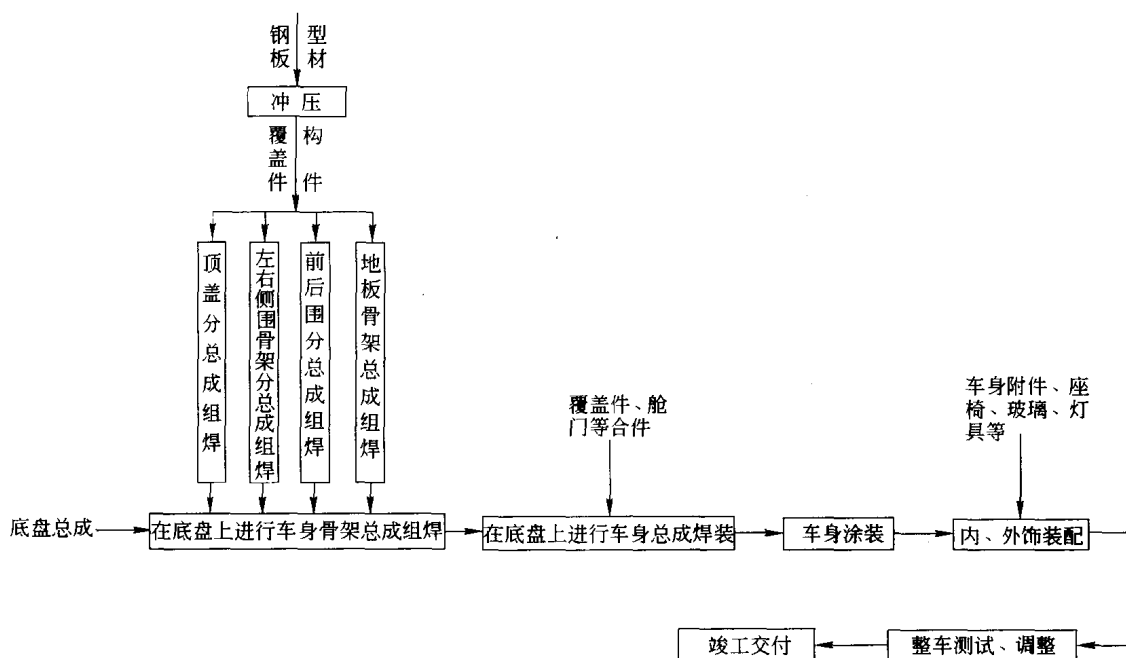 钢板
型材
冲压
覆盖件
构件
顶盖分总成组焊
左右侧围骨架分总成组焊
前后围分总成组焊
地板骨架总成组焊
覆盖件、舱
门等合件
车身附件、座
椅、玻璃、灯
具等
底盘总成
在底盘上进行车身骨架总成组焊
在底盘上进行车身总成焊装
车身涂装
内、外饰装配
竣工交付
整车测试、调整